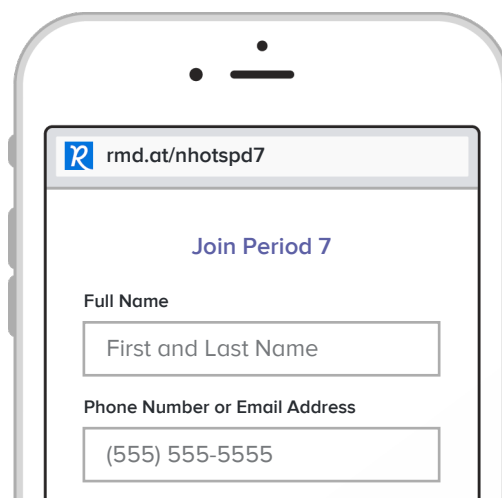 rmd.at/nhotspd7
Join Period 7
Full Name
First and Last Name
Phone Number or Email Address
(555) 555-5555